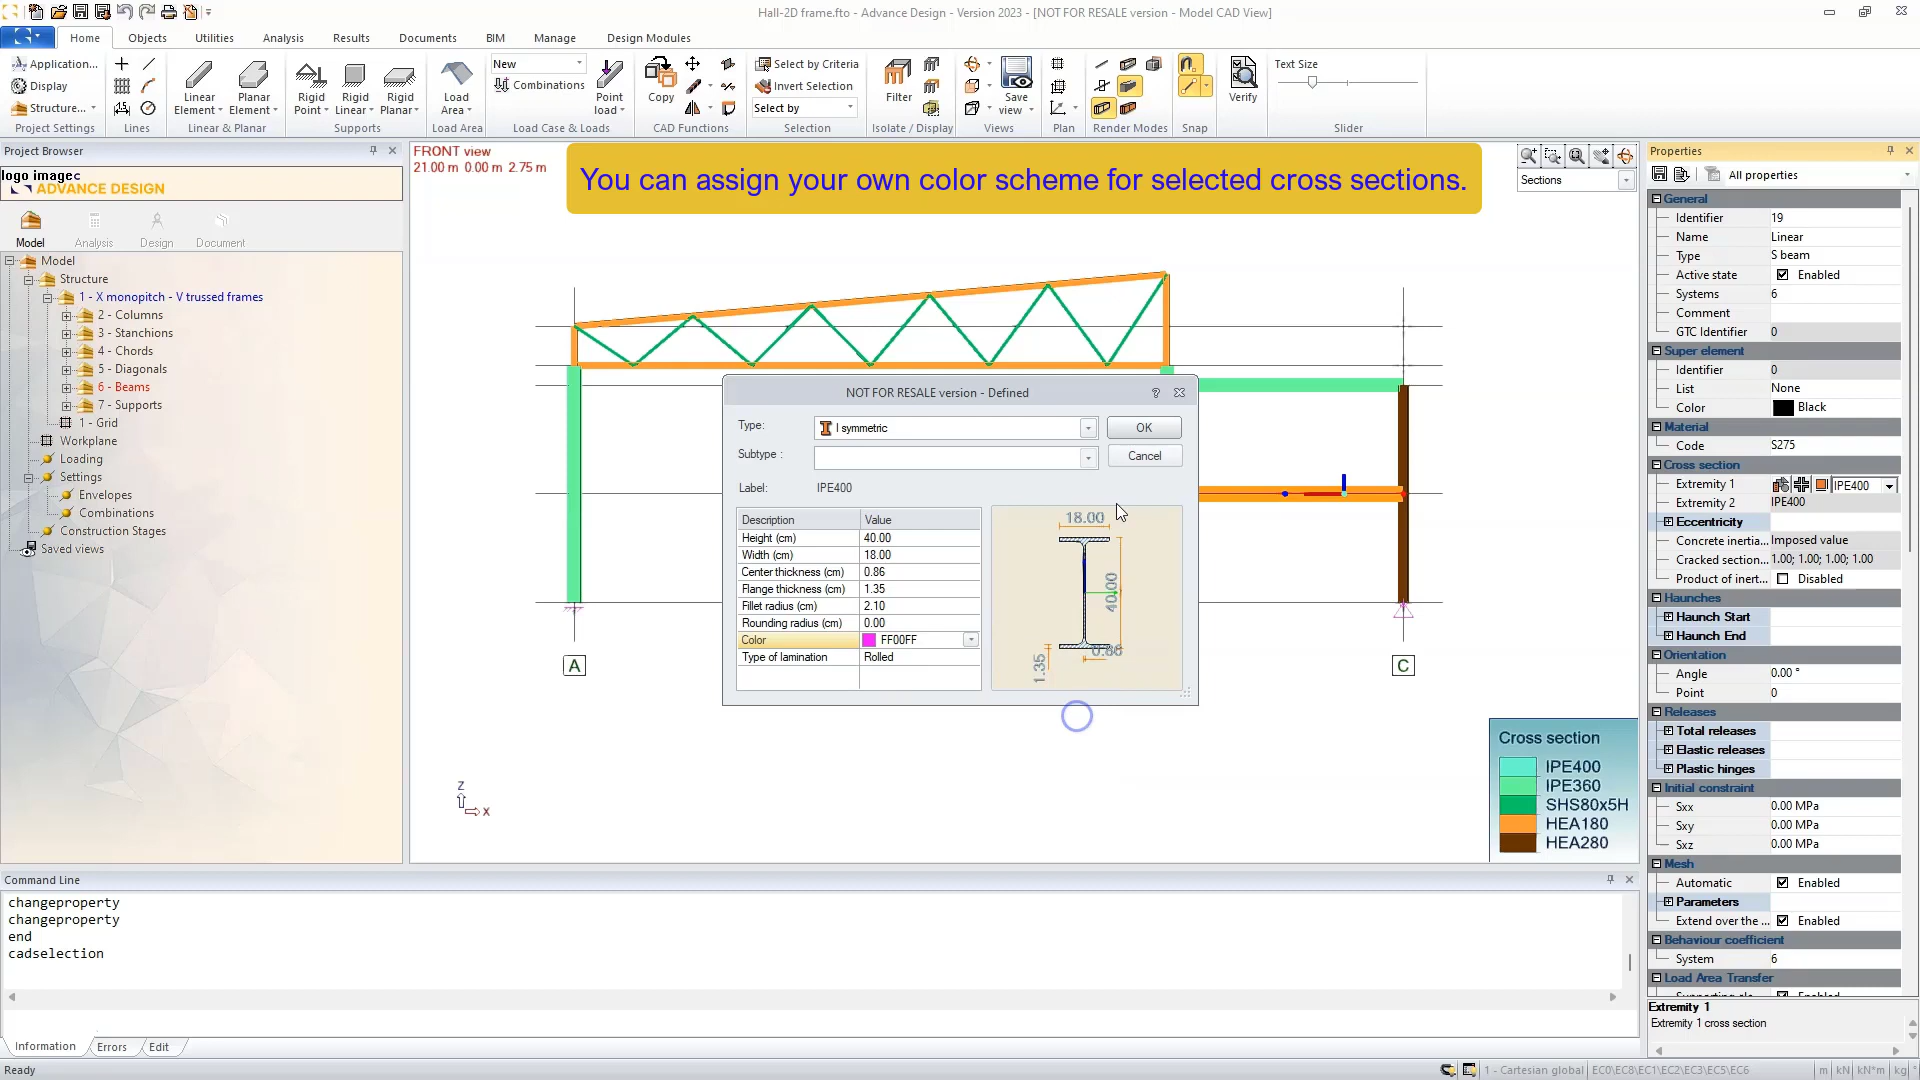 Hall-2D frame.fto - Advance Design - Version 2023 - [NOT FOR RESALE version - Model CAD View]
Home Objects Utilities Analysis Results Documents BIM Manage Design Modules
Application...
Display
Structure...
Project Settings
Lines
Linear Element
Planar Element
Linear & Planar
Rigid Point
Rigid Linear
Rigid Planar
Supports
Load Area
Load Area
New
Combinations
Point load
Load Case & Loads
Copy
CAD Functions
Select by Criteria
Invert Selection
Select by
Selection
Filter
Isolate / Display
Save view
Views
Plan
Render Modes
Snap
Verify
Text Size
Slider
Project Browser
logo imagec
ADVANCE DESIGN
Model Analysis Design Document
Model
Structure
1 - X monopitch - V trussed frames
2 - Columns
3 - Stanchions
4 - Chords
5 - Diagonals
6 - Beams
7 - Supports
1 - Grid
Workplane
Loading
Settings
Envelopes
Combinations
Construction Stages
Saved views
FRONT view
21.00 m 0.00 m 2.75 m
You can assign your own color scheme for selected cross sections.
Sections
NOT FOR RESALE version - Defined
Type: I symmetric OK
Subtype : Cancel
Label: IPE400
Description Value
Height (cm) 40.00
Width (cm) 18.00
Center thickness (cm) 0.86
Flange thickness (cm) 1.35
Fillet radius (cm) 2.10
Rounding radius (cm) 0.00
Color FF00FF
Type of lamination Rolled
18.00
40.00
0.86
1.35
A
C
Z
X
Cross section
IPE400
IPE360
SHS80x5H
HEA180
HEA280
Properties
All properties
General
Identifier 19
Name Linear
Type S beam
Active state Enabled
Systems 6
Comment
GTC Identifier 0
Super element
Identifier 0
List None
Color Black
Material
Code S275
Cross section
Extremity 1 IPE400
Extremity 2 IPE400
Eccentricity
Concrete inertia... Imposed value
Cracked section... 1.00; 1.00; 1.00; 1.00
Product of inert... Disabled
Haunches
Haunch Start
Haunch End
Orientation
Angle 0.00 °
Point 0
Releases
Total releases
Elastic releases
Plastic hinges
Initial constraint
Sxx 0.00 MPa
Sxy 0.00 MPa
Sxz 0.00 MPa
Mesh
Automatic Enabled
Parameters
Extend over the ... Enabled
Behaviour coefficient
System 6
Load Area Transfer
Extremity 1
Extremity 1 cross section
Command Line
changeproperty
changeproperty
end
cadselection
Information Errors Edit
Ready
1 - Cartesian global EC0\EC8\EC1\EC2\EC3\EC5\EC6 m kN kN*m kg °